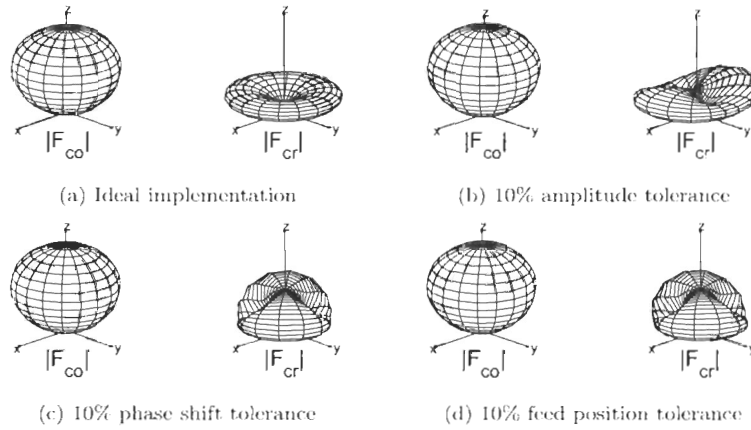 z z z z
x y x y x y x y
|F_co| |F_cr| |F_co| |F_cr|
(a) Ideal implementation (b) 10% amplitude tolerance
z z z z
x y x y x y x y
|F_co| |F_cr| |F_co| |F_cr|
(c) 10% phase shift tolerance (d) 10% feed position tolerance